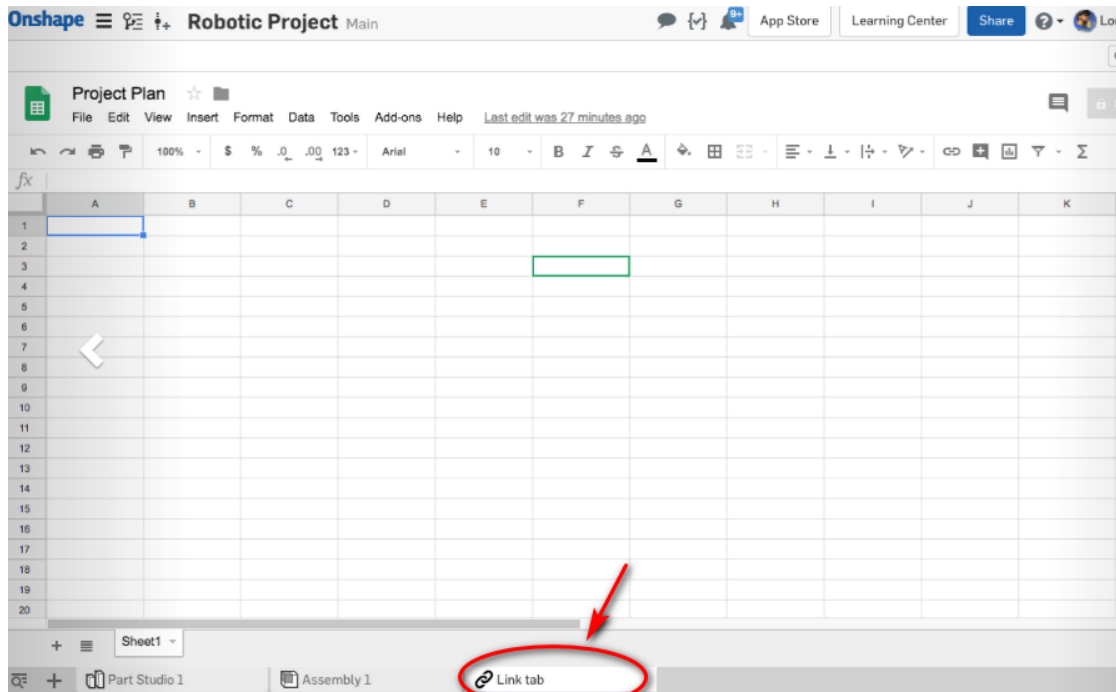 Onshape Robotic Project Main 9+ App Store Learning Center Share ? Lo
Project Plan
File Edit View Insert Format Data Tools Add-ons Help Last edit was 27 minutes ago
100% $ % .0 .00 123 Arial 10 B I S A Σ
fx
A B C D E F G H I J K
1
2
3
4
5
6
7
8
9
10
11
12
13
14
15
16
17
18
19
20
+ Sheet1
+ Part Studio 1 Assembly 1 Link tab